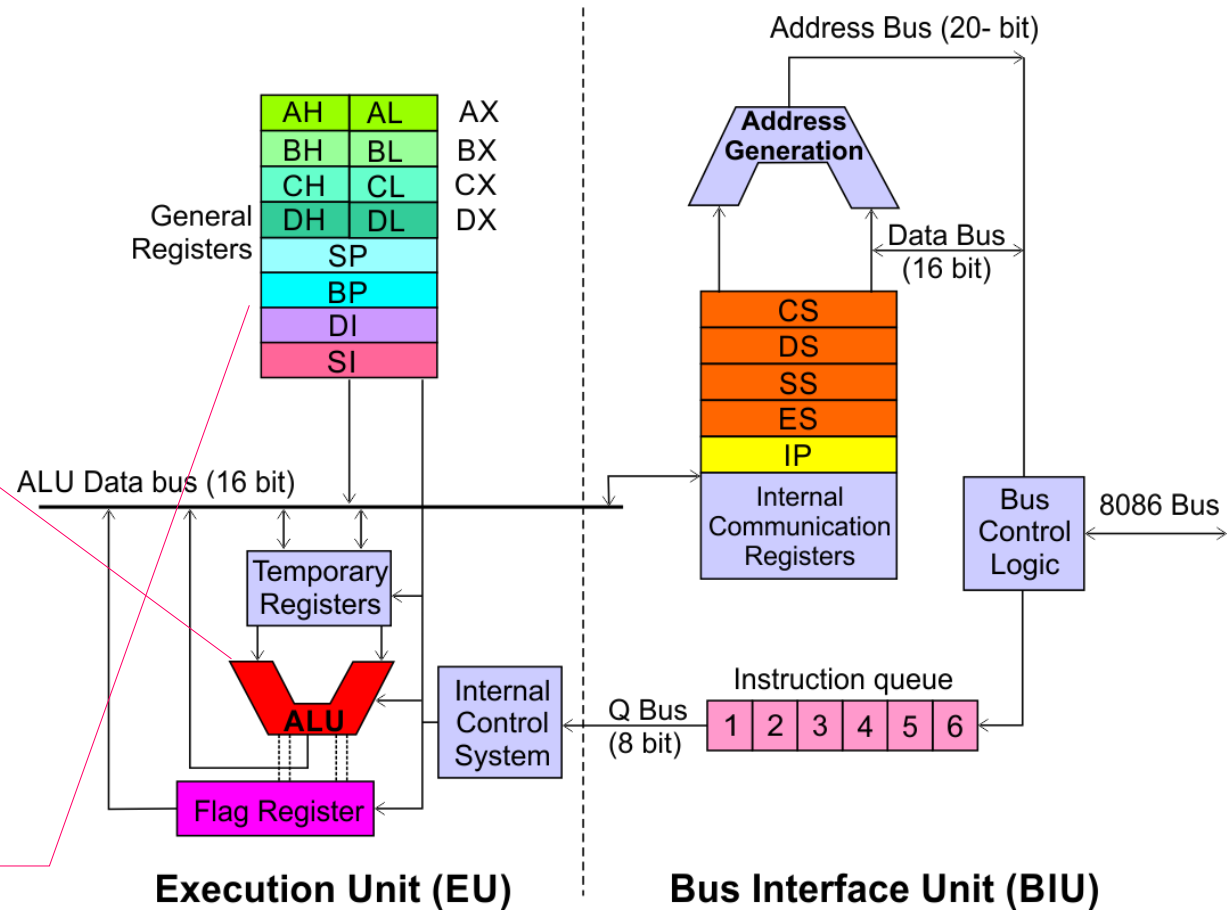 Address Bus (20- bit)
Address
Generation
AH AL AX
BH BL BX
CH CL CX
DH DL DX
General
Registers
SP
BP
DI
SI
Data Bus
(16 bit)
CS
DS
SS
ES
IP
Internal
Communication
Registers
ALU Data bus (16 bit)
Bus
Control
Logic
8086 Bus
Temporary
Registers
ALU
Internal
Control
System
Q Bus
(8 bit)
Instruction queue
1 2 3 4 5 6
Flag Register
Execution Unit (EU)
Bus Interface Unit (BIU)